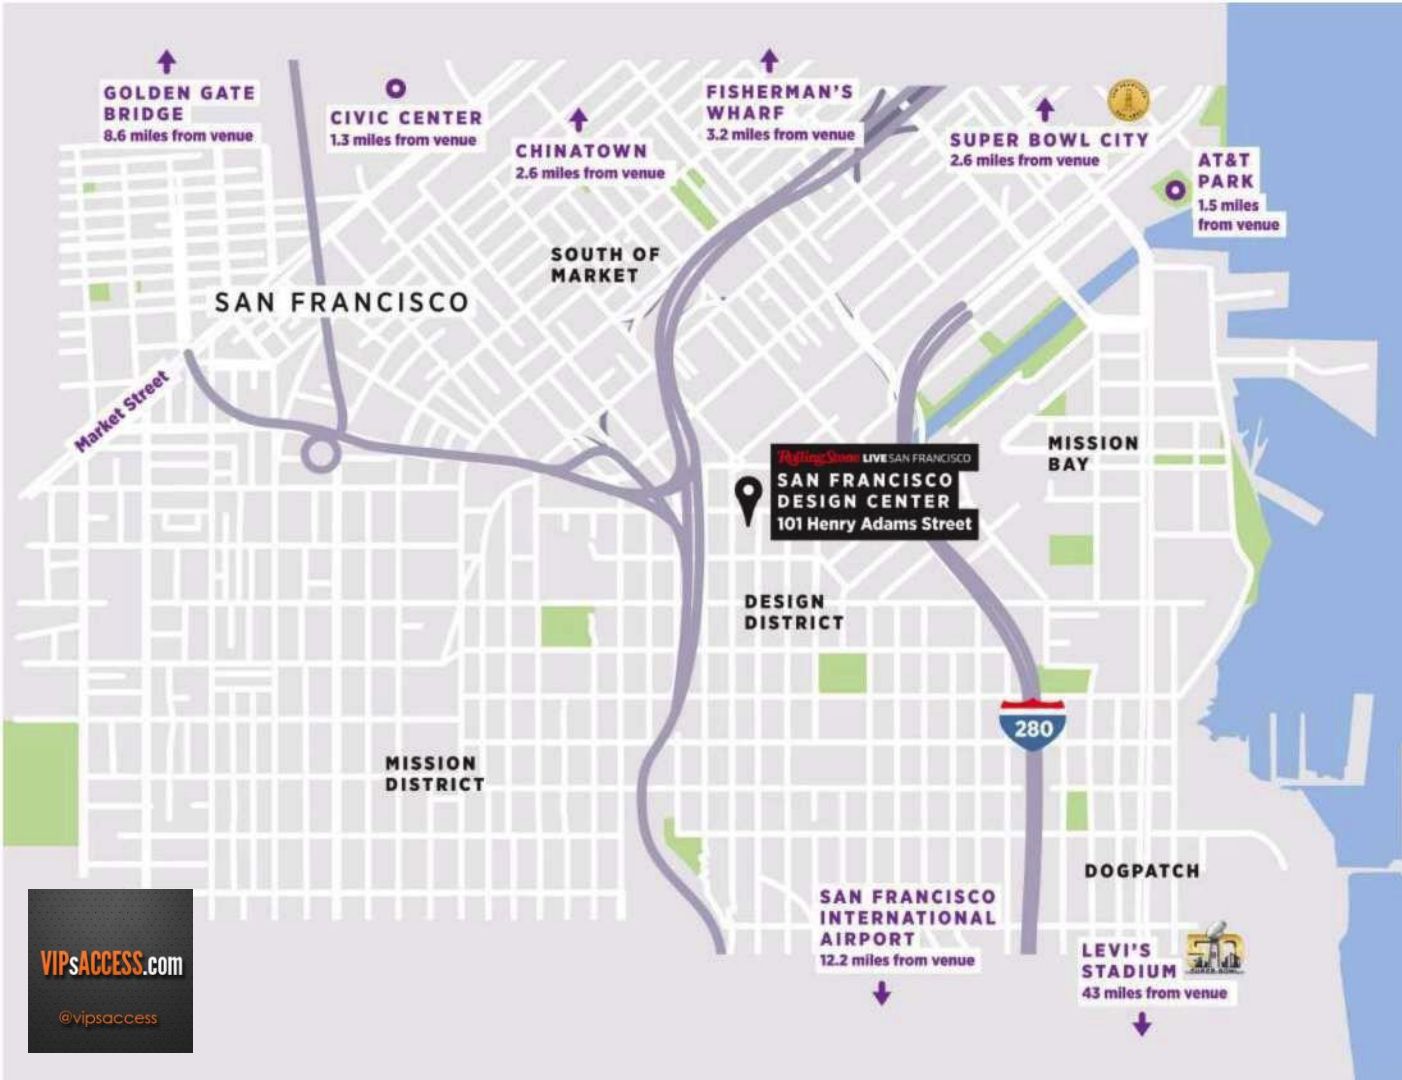 GOLDEN GATE
BRIDGE
8.6 miles from venue
CIVIC CENTER
1.3 miles from venue
CHINATOWN
2.6 miles from venue
FISHERMAN'S
WHARF
3.2 miles from venue
SUPER BOWL CITY
2.6 miles from venue
AT&T
PARK
1.5 miles
from venue
SOUTH OF
MARKET
SAN FRANCISCO
Market Street
MISSION
BAY
RollingStone LIVE SAN FRANCISCO
SAN FRANCISCO
DESIGN CENTER
101 Henry Adams Street
DESIGN
DISTRICT
280
MISSION
DISTRICT
DOGPATCH
SAN FRANCISCO
INTERNATIONAL
AIRPORT
12.2 miles from venue
LEVI'S
STADIUM
43 miles from venue
50
SUPER BOWL
VIPsACCESS.com
@vipsaccess